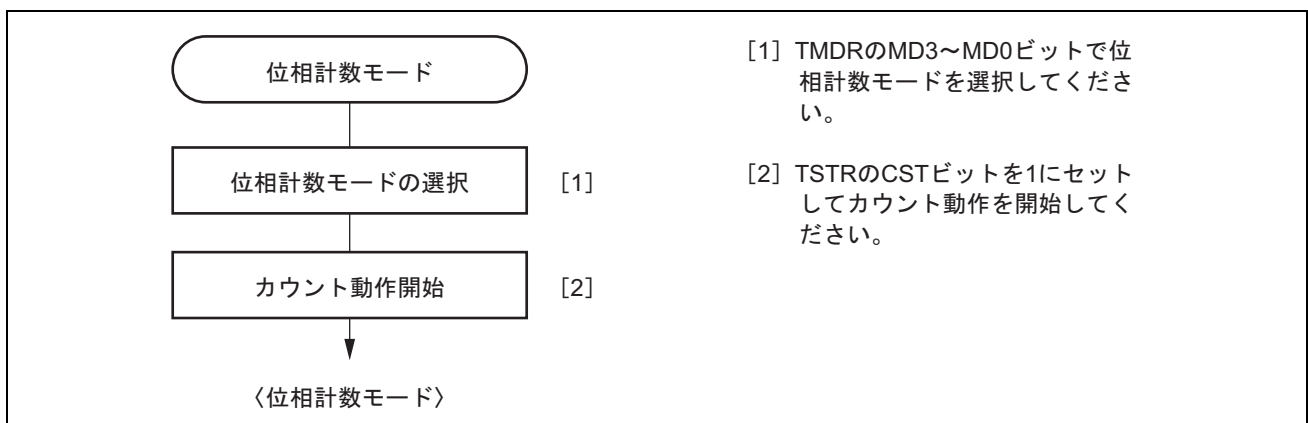 位相計数モード
位相計数モードの選択 [1]
カウント動作開始 [2]
〈位相計数モード〉
[1] TMDRのMD3~MD0ビットで位
相計数モードを選択してくださ
い。
[2] TSTRのCSTビットを1にセット
してカウント動作を開始してく
ださい。